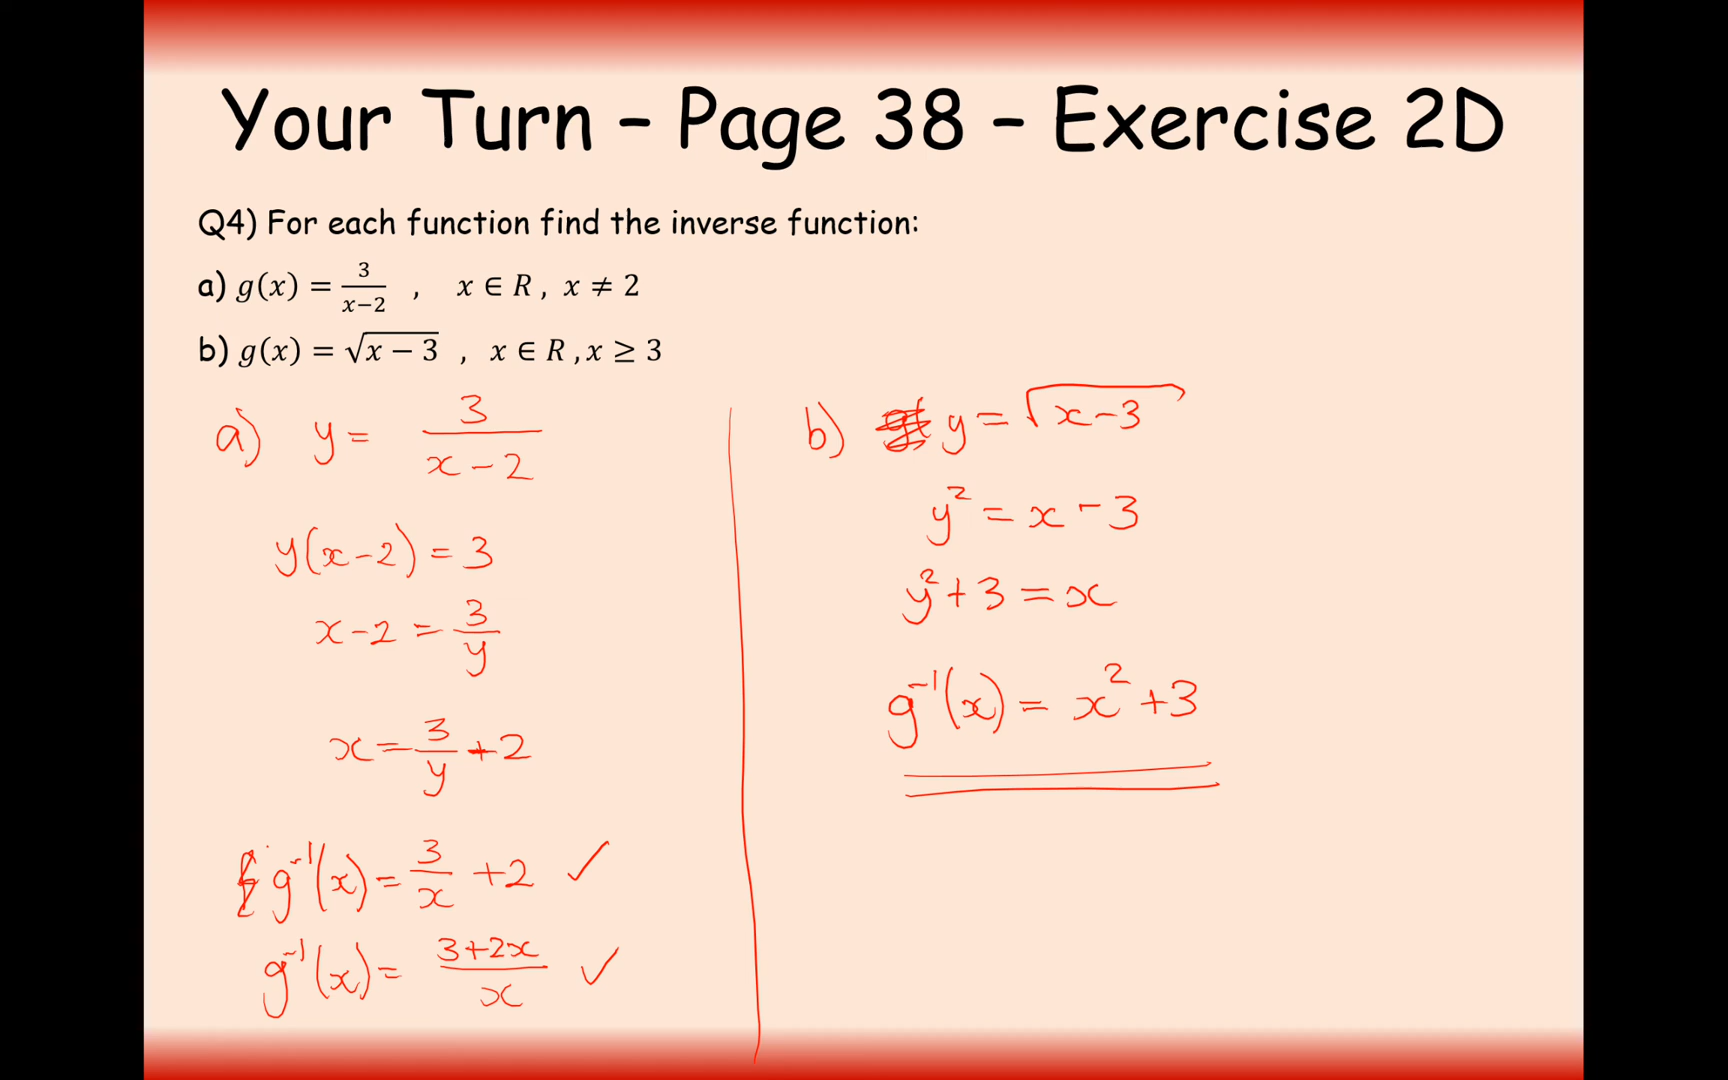 Your Turn – Page 38 – Exercise 2D
Q4) For each function find the inverse function:
a) g(x) = 3/(x−2) , x ∈ R , x ≠ 2
b) g(x) = √(x − 3) , x ∈ R , x ≥ 3
a) y = 3/(x−2)
y(x−2) = 3
x−2 = 3/y
x = 3/y +2
g⁻¹(x) = 3/x +2 ✓
g⁻¹(x) = (3+2x)/x ✓
b) y = √(x−3)
y² = x − 3
y²+3 = x
g⁻¹(x) = x² +3